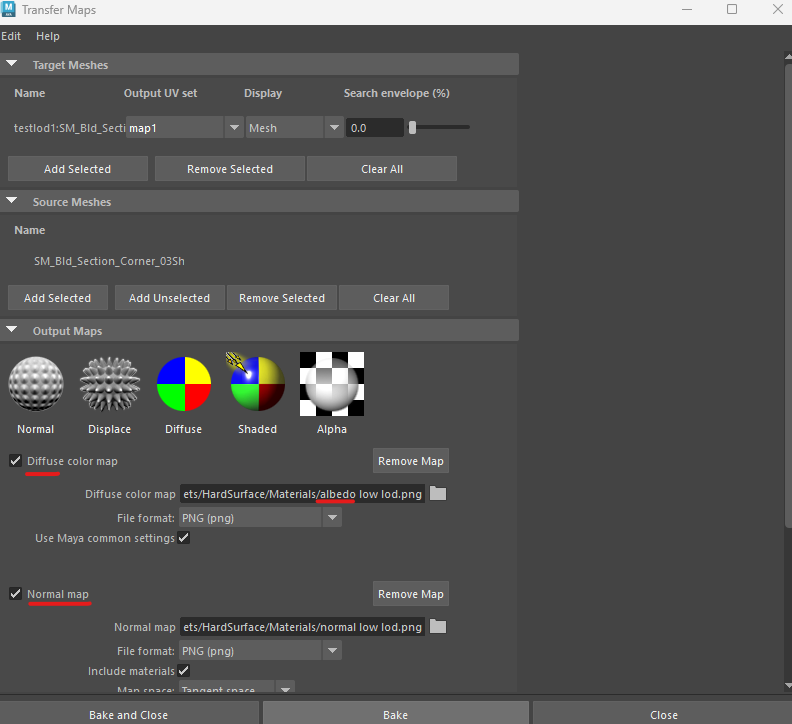 Transfer Maps
Edit Help
Target Meshes
Name Output UV set Display Search envelope (%)
testlod1:SM_Bld_Secti map1 Mesh 0.0
Add Selected Remove Selected Clear All
Source Meshes
Name
SM_Bld_Section_Corner_03Sh
Add Selected Add Unselected Remove Selected Clear All
Output Maps
Normal Displace Diffuse Shaded Alpha
Diffuse color map Remove Map
Diffuse color map ets/HardSurface/Materials/albedo low lod.png
File format: PNG (png)
Use Maya common settings
Normal map Remove Map
Normal map ets/HardSurface/Materials/normal low lod.png
File format: PNG (png)
Include materials
Map space: Tangent space
Bake and Close Bake Close